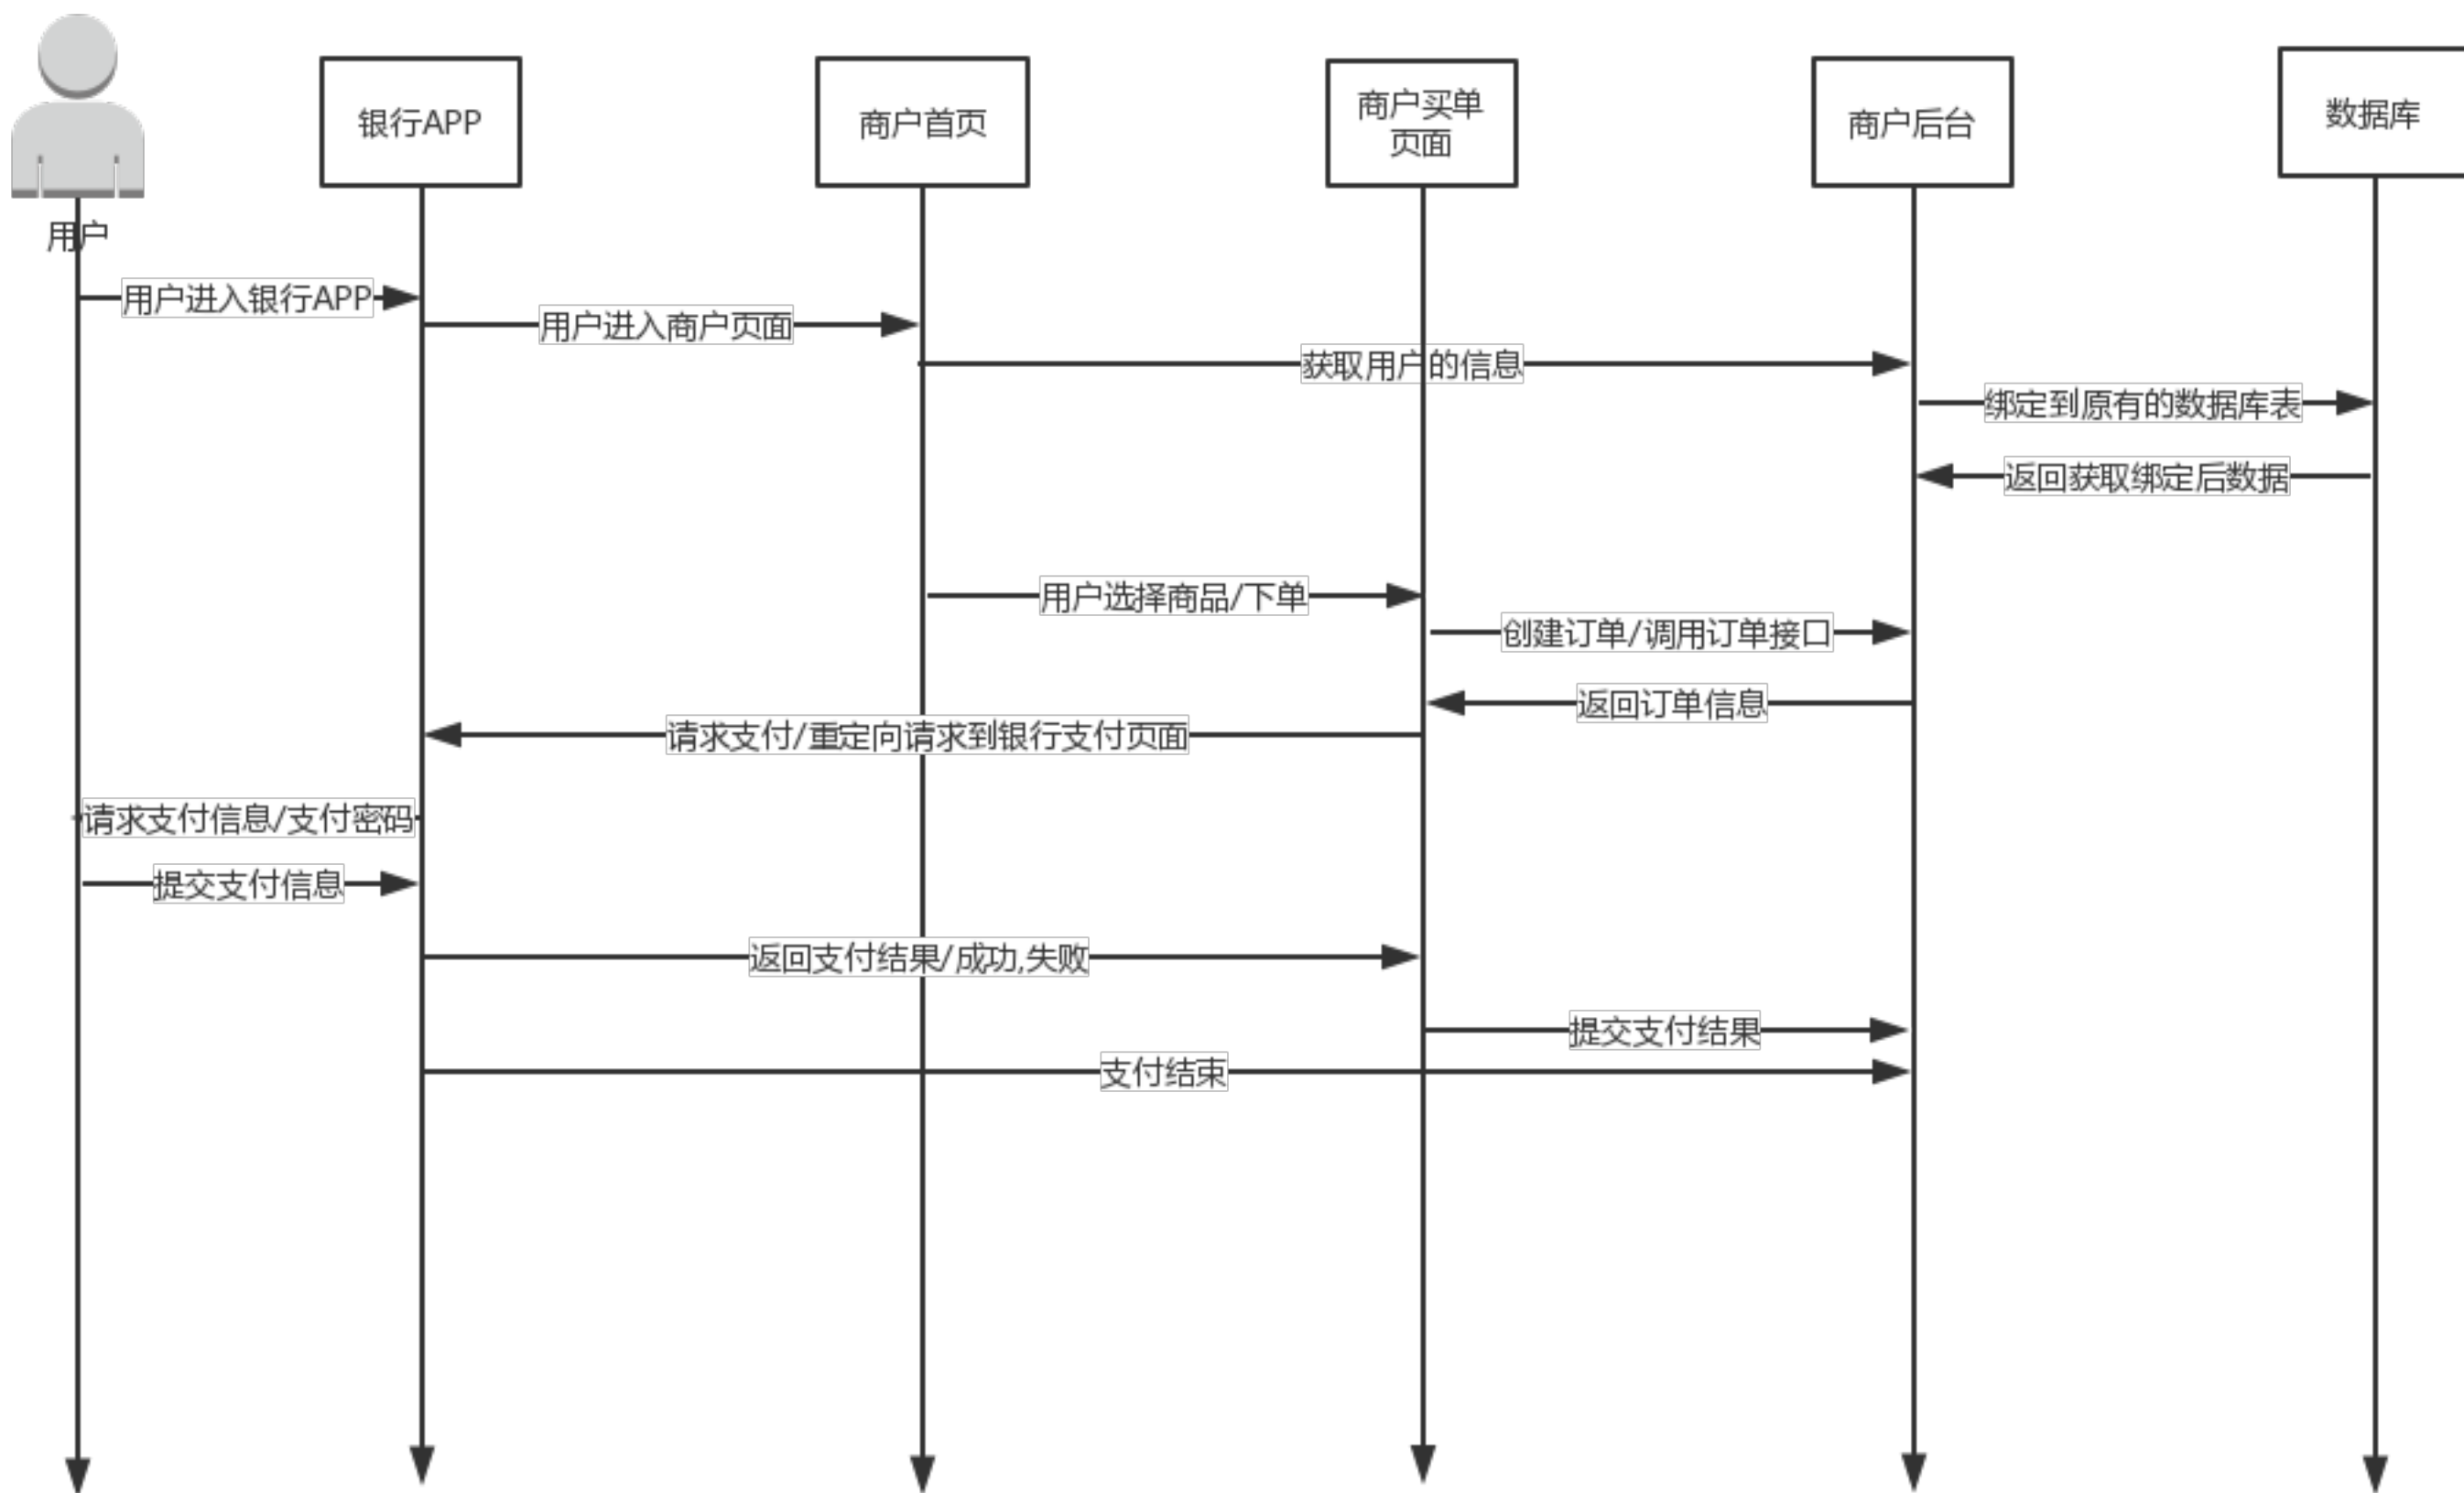 银行APP
商户首页
商户买单
页面
商户后台
数据库
用户
用户进入银行APP
用户进入商户页面
获取用户的信息
绑定到原有的数据库表
返回获取绑定后数据
用户选择商品/下单
创建订单/调用订单接口
返回订单信息
请求支付/重定向请求到银行支付页面
请求支付信息/支付密码
提交支付信息
返回支付结果/成功,失败
提交支付结果
支付结束